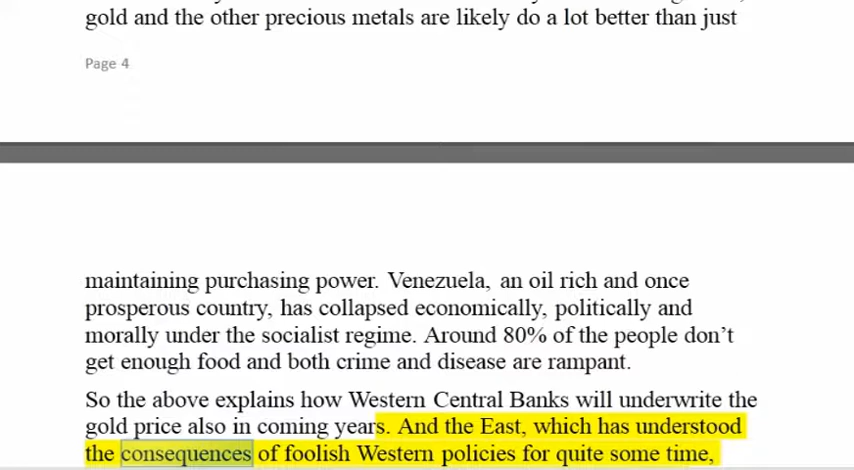 gold and the other precious metals are likely do a lot better than just
Page 4
maintaining purchasing power. Venezuela, an oil rich and once
prosperous country, has collapsed economically, politically and
morally under the socialist regime. Around 80% of the people don’t
get enough food and both crime and disease are rampant.
So the above explains how Western Central Banks will underwrite the
gold price also in coming years. And the East, which has understood
the consequences of foolish Western policies for quite some time,